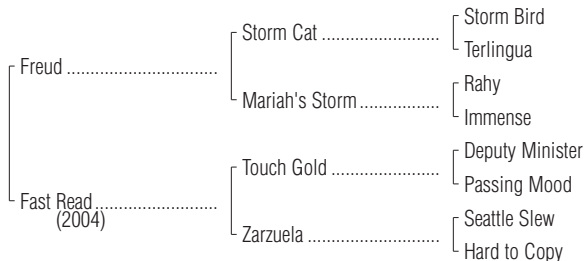 Storm Bird
Storm Cat ........................
Terlingua
Freud ................................
Rahy
Mariah's Storm .................
Immense
Deputy Minister
Touch Gold .......................
Passing Mood
Fast Read..........................
(2004)
Seattle Slew
Zarzuela ............................
Hard to Copy